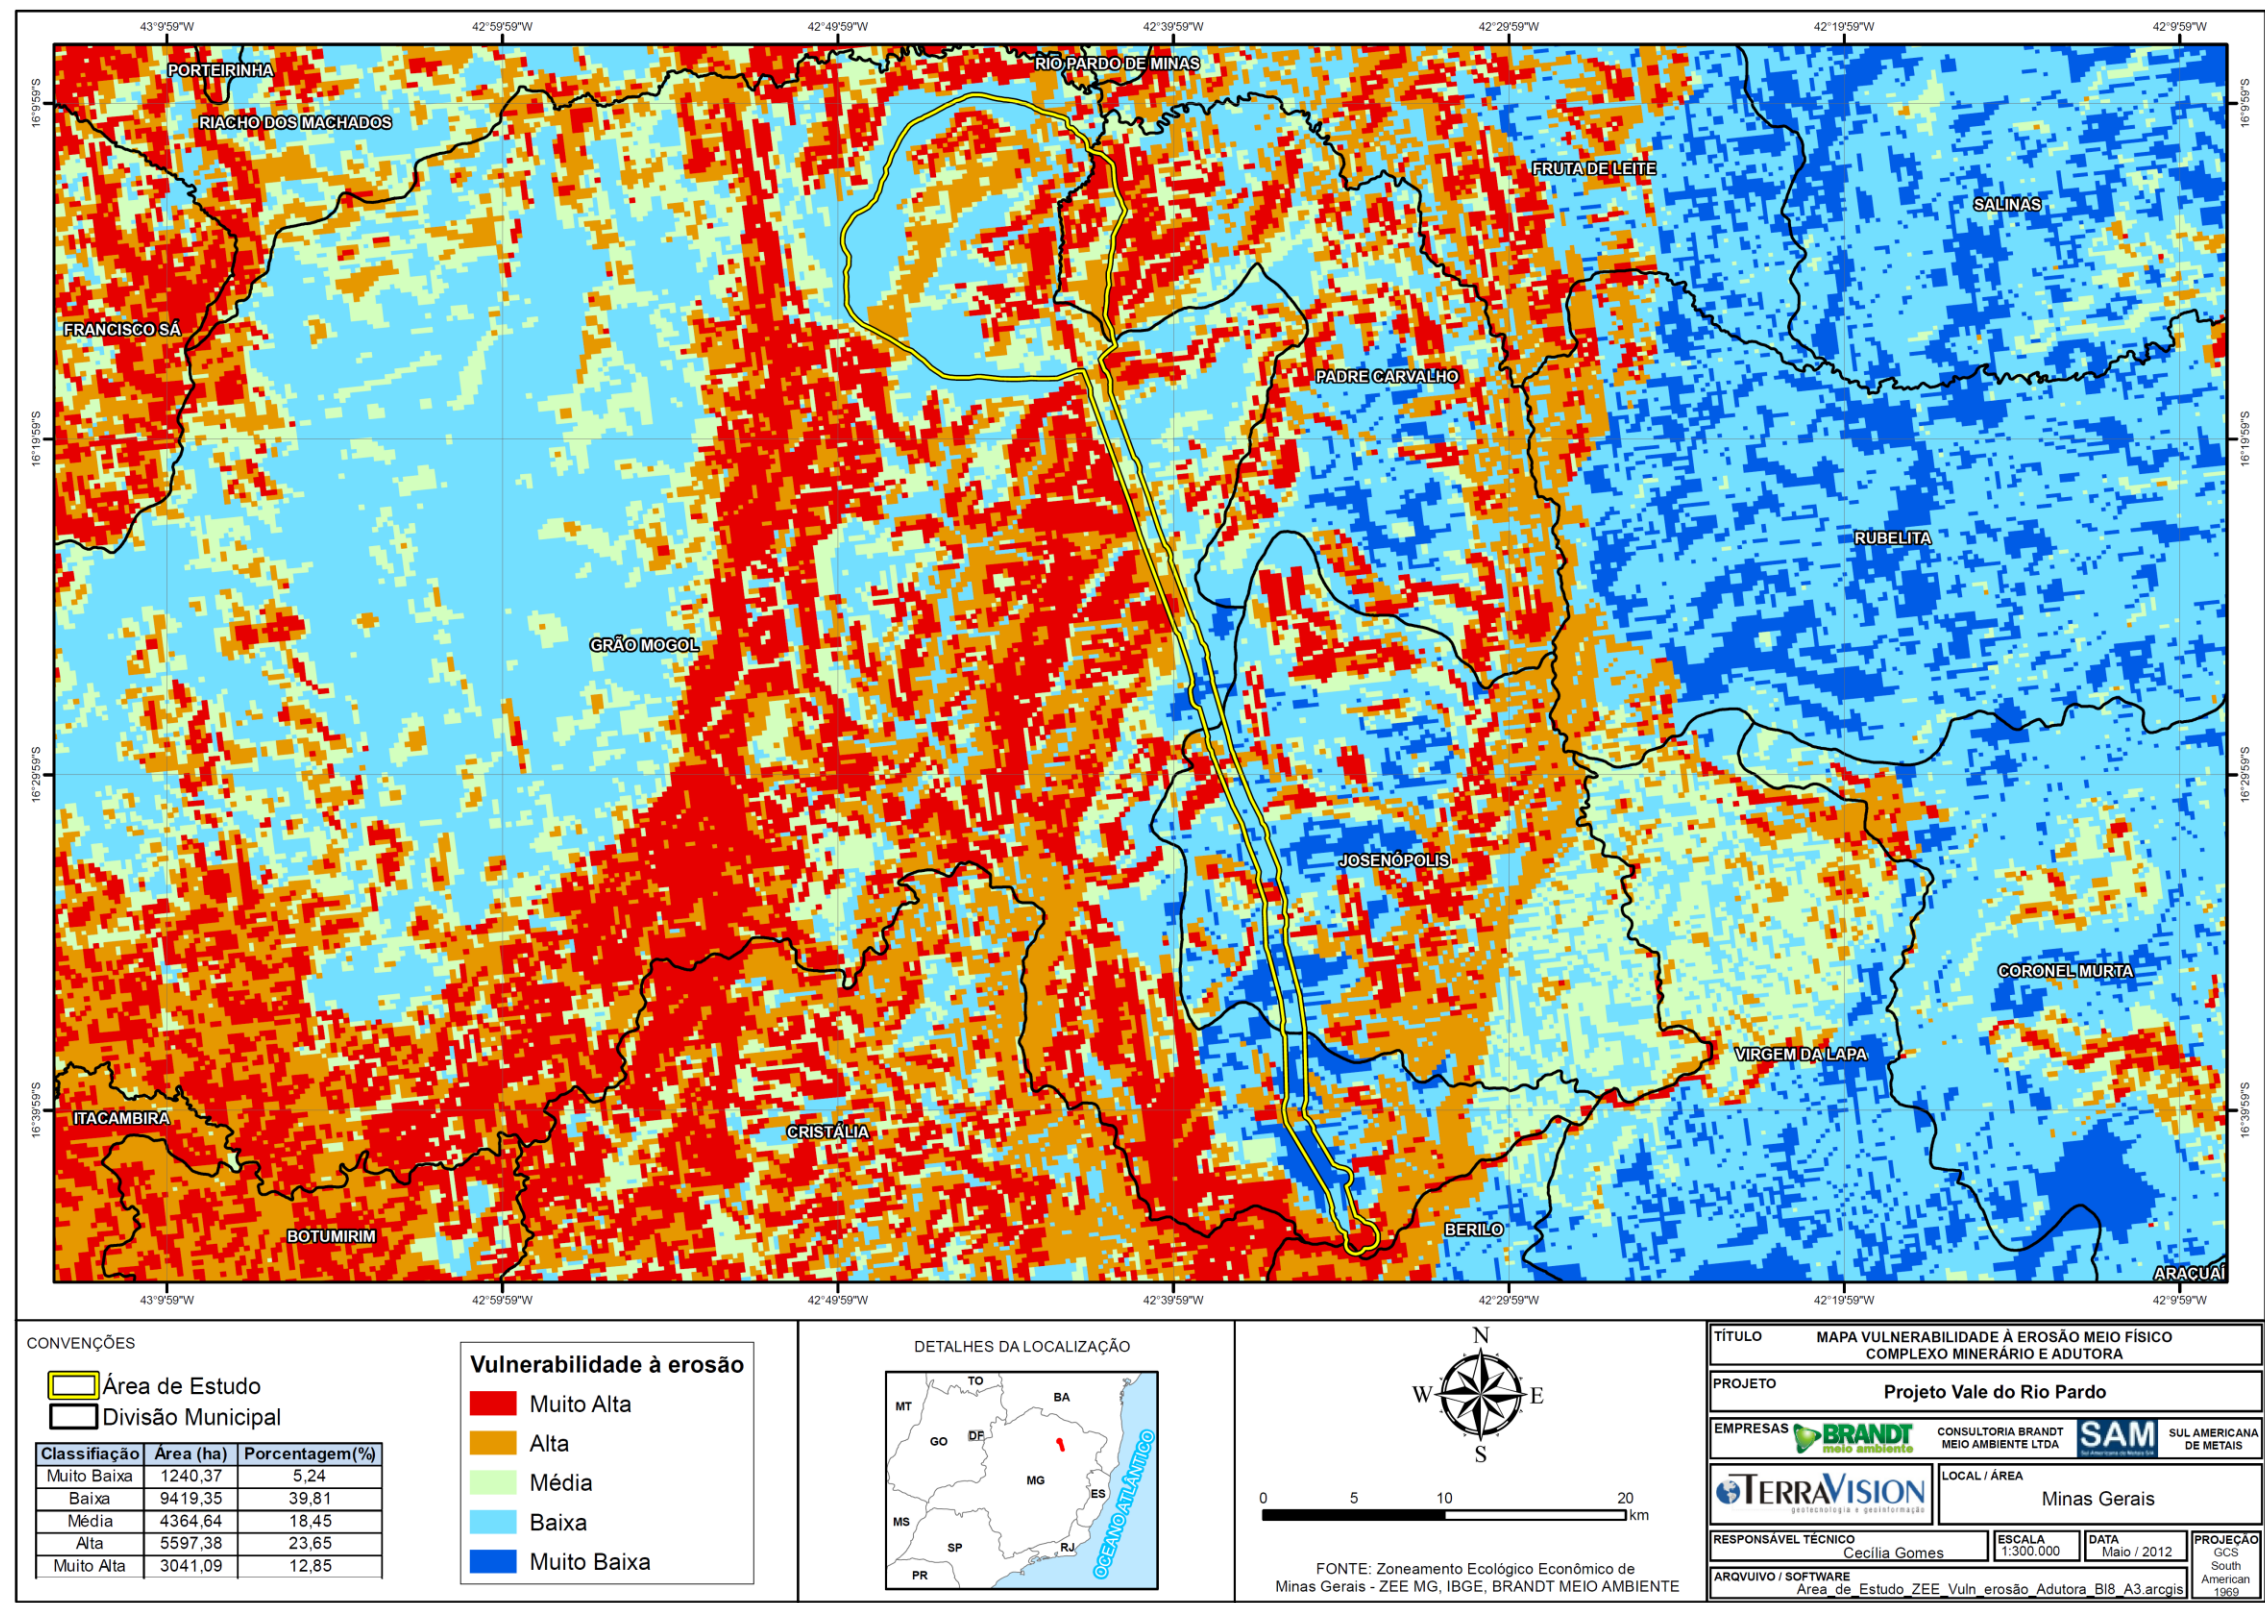 43°9'59"W 42°59'59"W 42°49'59"W 42°39'59"W 42°29'59"W 42°19'59"W 42°9'59"W
PORTEIRINHA
RIO PARDO DE MINAS
16°9'59"S 16°9'59"S
RIACHO DOS MACHADOS
FRUTA DE LEITE
SALINAS
FRANCISCO SÁ
PADRE CARVALHO
16°19'59"S 16°19'59"S
RUBELITA
GRÃO MOGOL
16°29'59"S 16°29'59"S
JOSENÓPOLIS
CORONEL MURTA
VIRGEM DA LAPA
16°39'59"S 16°39'59"S
ITACAMBIRA
CRISTÁLIA
BOTUMIRIM
BERILO
ARAÇUAÍ
43°9'59"W 42°59'59"W 42°49'59"W 42°39'59"W 42°29'59"W 42°19'59"W 42°9'59"W
CONVENÇÕES
Área de Estudo
Divisão Municipal
Classifiação Área (ha) Porcentagem(%)
Muito Baixa 1240,37 5,24
Baixa 9419,35 39,81
Média 4364,64 18,45
Alta 5597,38 23,65
Muito Alta 3041,09 12,85
Vulnerabilidade à erosão
Muito Alta
Alta
Média
Baixa
Muito Baixa
DETALHES DA LOCALIZAÇÃO
TO
BA
MT
GO
DF
MG
ES
MS
SP
RJ
PR
OCEANO ATLÂNTICO
N
W E
S
0 5 10 20
km
FONTE: Zoneamento Ecológico Econômico de
Minas Gerais - ZEE MG, IBGE, BRANDT MEIO AMBIENTE
TÍTULO MAPA VULNERABILIDADE À EROSÃO MEIO FÍSICO
COMPLEXO MINERÁRIO E ADUTORA
PROJETO Projeto Vale do Rio Pardo
EMPRESAS
BRANDT
meio ambiente
CONSULTORIA BRANDT
MEIO AMBIENTE LTDA
SAM
Sul Americana de Metais S/A
SUL AMERICANA
DE METAIS
TERRAVISION
geotecnologia e geoinformação
LOCAL / ÁREA
Minas Gerais
RESPONSÁVEL TÉCNICO
Cecília Gomes
ESCALA
1:300.000
DATA
Maio / 2012
PROJEÇÃO
GCS
South
American
1969
ARQVUIVO / SOFTWARE
Area_de_Estudo_ZEE_Vuln_erosão_Adutora_Bl8_A3.arcgis